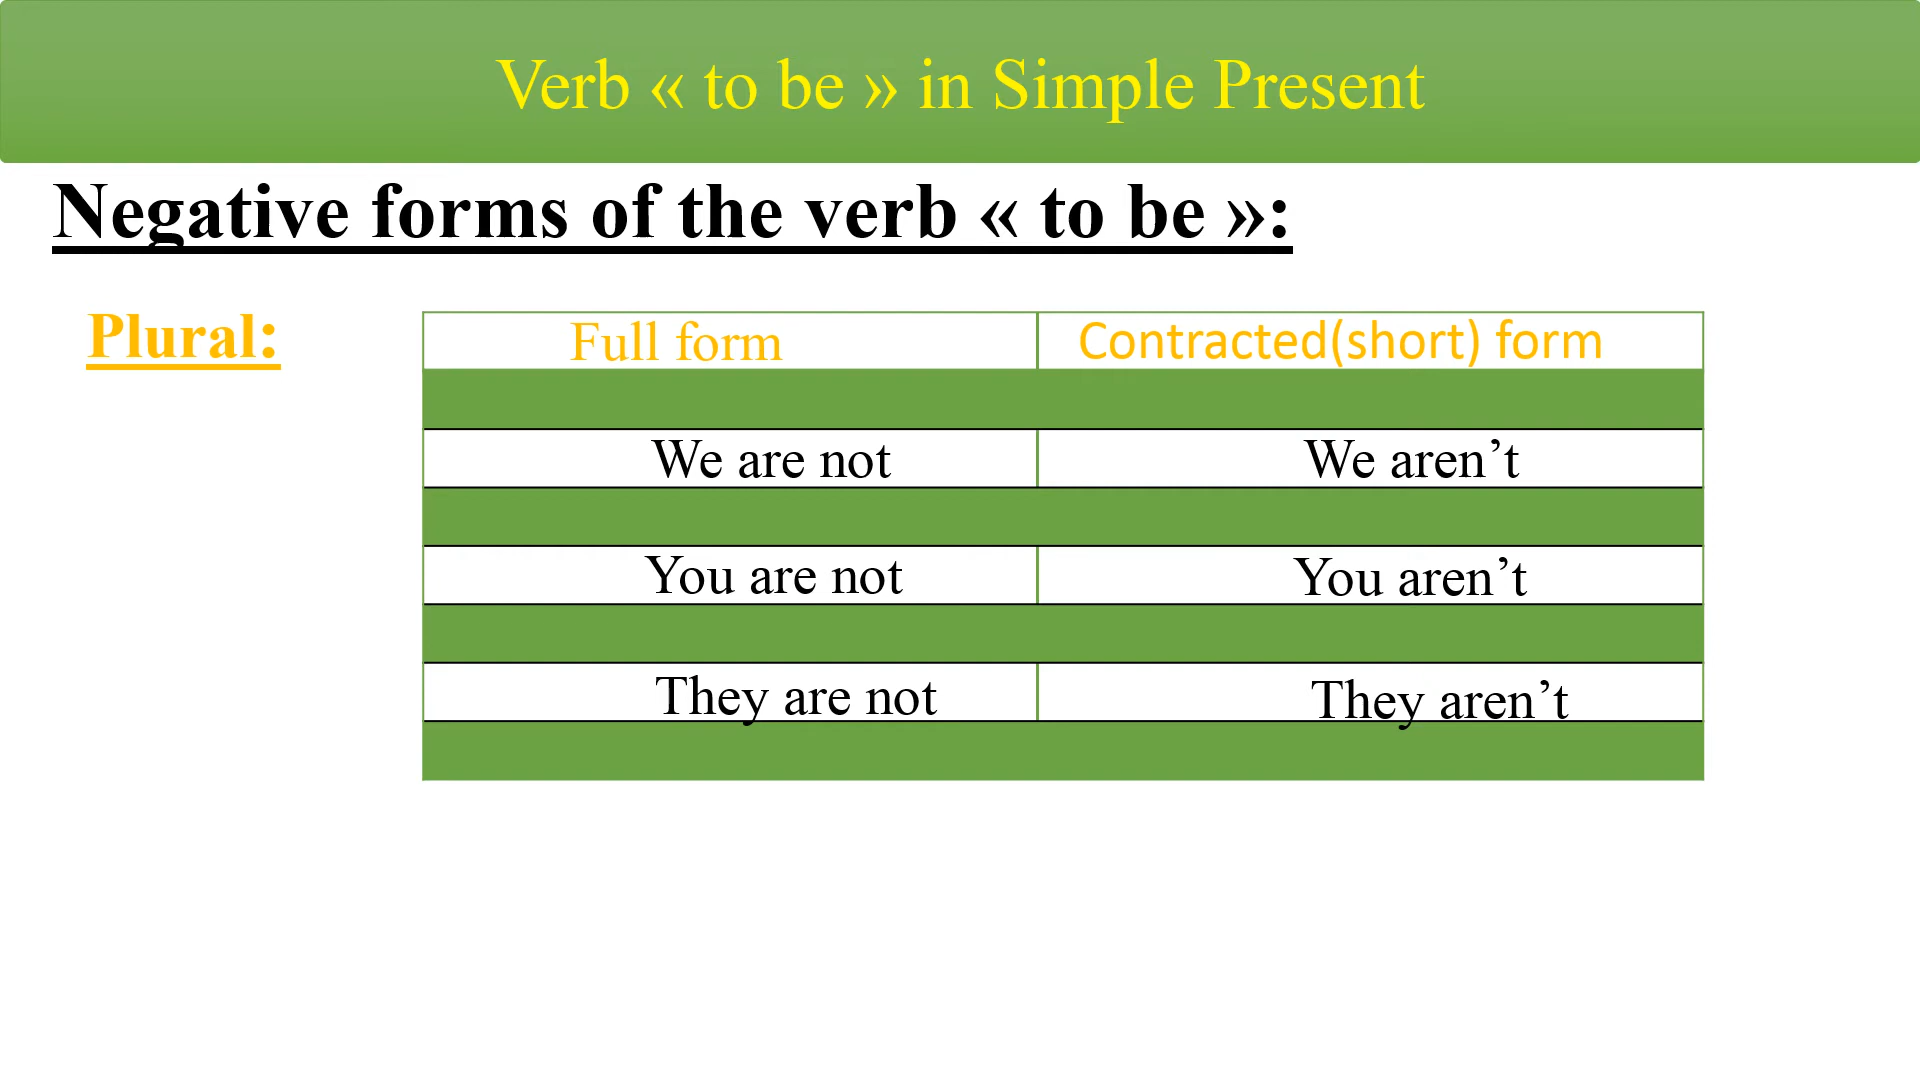 Verb « to be » in Simple Present
Negative forms of the verb « to be »:
Plural:
Full form
Contracted(short) form
We are not
We aren’t
You are not
You aren’t
They are not
They aren’t